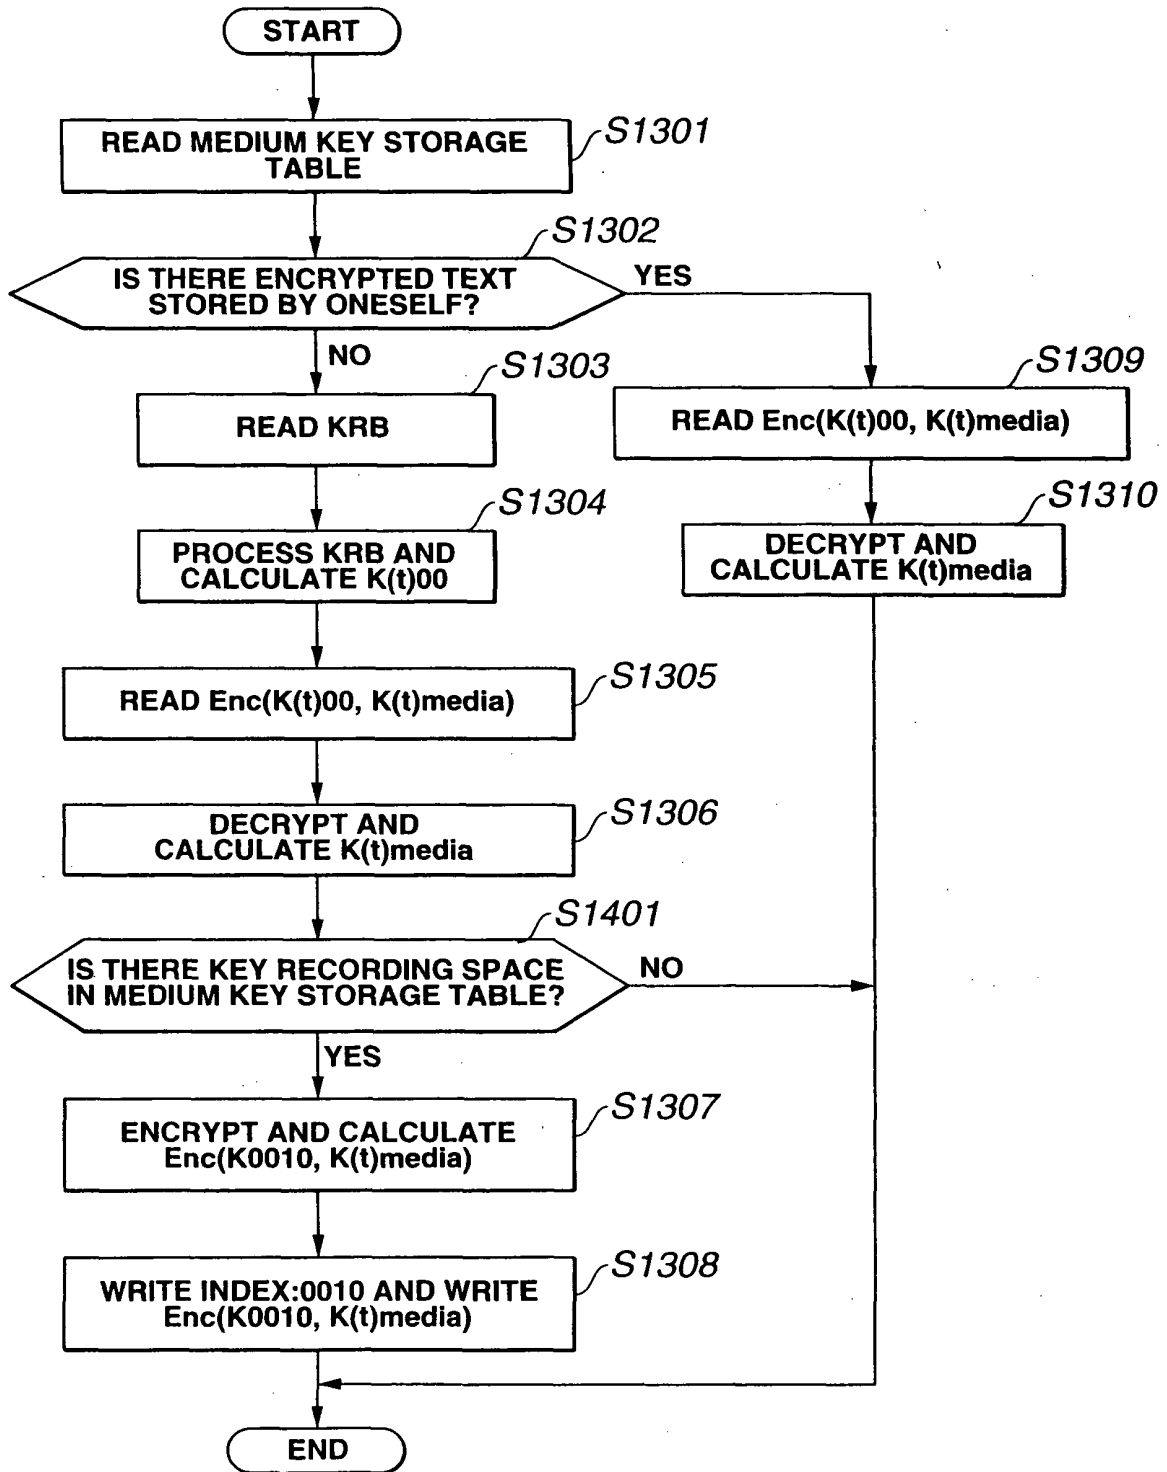 START
READ MEDIUM KEY STORAGE
TABLE
S1301
IS THERE ENCRYPTED TEXT
STORED BY ONESELF?
S1302
YES
NO
READ KRB
S1303
READ Enc(K(t)00, K(t)media)
S1309
PROCESS KRB AND
CALCULATE K(t)00
S1304
DECRYPT AND
CALCULATE K(t)media
S1310
READ Enc(K(t)00, K(t)media)
S1305
DECRYPT AND
CALCULATE K(t)media
S1306
IS THERE KEY RECORDING SPACE
IN MEDIUM KEY STORAGE TABLE?
S1401
NO
YES
ENCRYPT AND CALCULATE
Enc(K0010, K(t)media)
S1307
WRITE INDEX:0010 AND WRITE
Enc(K0010, K(t)media)
S1308
END